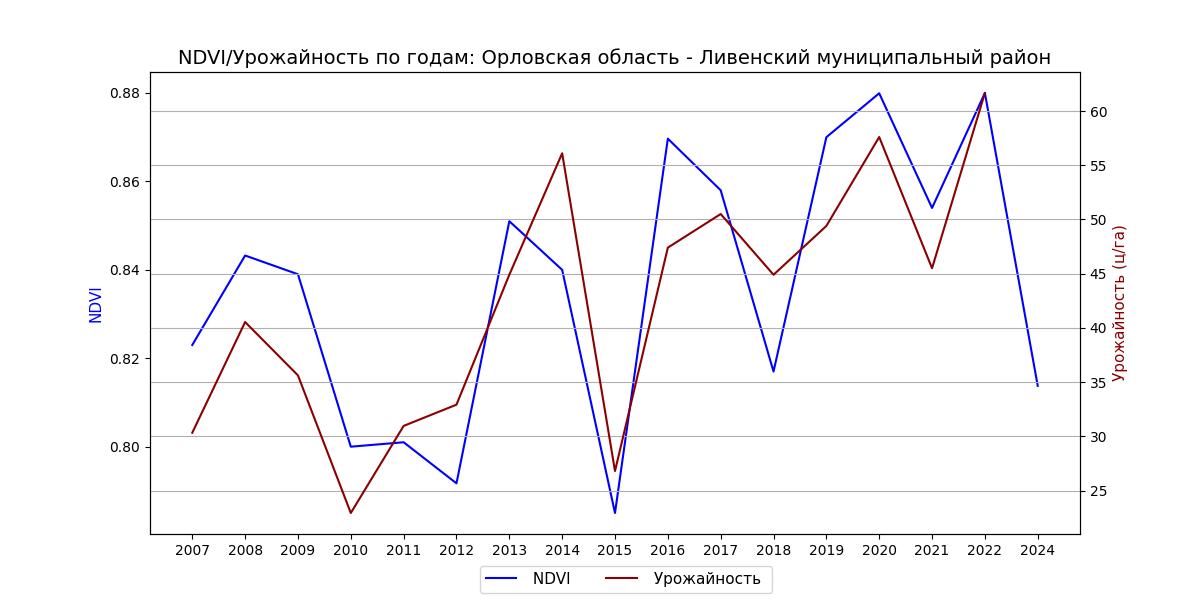 NDVI/Урожайность по годам: Орловская область - Ливенский муниципальный район
0.88
0.86
0.84
0.82
0.80
NDVI
60
55
50
45
40
35
30
25
Урожайность (ц/га)
2007 2008 2009 2010 2011 2012 2013 2014 2015 2016 2017 2018 2019 2020 2021 2022 2024
NDVI Урожайность